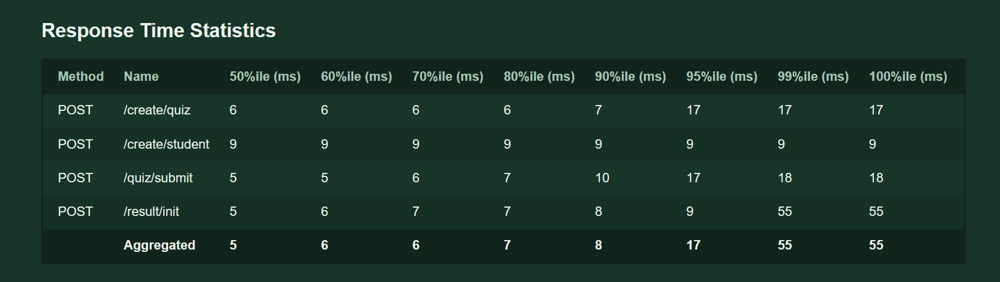 Response Time Statistics
Method Name 50%ile (ms) 60%ile (ms) 70%ile (ms) 80%ile (ms) 90%ile (ms) 95%ile (ms) 99%ile (ms) 100%ile (ms)
POST /create/quiz 6 6 6 6 7 17 17 17
POST /create/student 9 9 9 9 9 9 9 9
POST /quiz/submit 5 5 6 7 10 17 18 18
POST /result/init 5 6 7 7 8 9 55 55
Aggregated 5 6 6 7 8 17 55 55